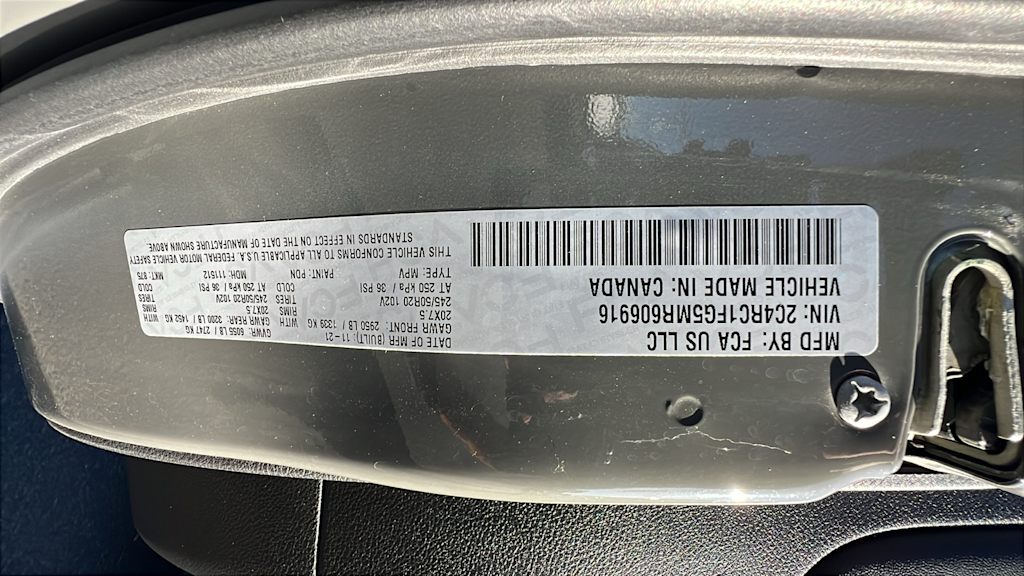 MFD BY: FCA US LLC
VIN: 2C4RC1FG5MR606916
VEHICLE MADE IN: CANADA
DATE OF MFR (BUILT): 11-21
GVWR: 6055 LB / 2747 KG
GAWR FRONT: 2950 LB / 1339 KG WITH
GAWR REAR: 3200 LB / 1452 KG WITH
20X7.5 RIMS
20X7.5 RIMS
245/50R20 102V TIRES
245/50R20 102V TIRES
AT 250 kPa / 36 PSI COLD
AT 250 kPa / 36 PSI COLD
TYPE: MPV PAINT: PDN MDH: 111512 MKT: 975
THIS VEHICLE CONFORMS TO ALL APPLICABLE U.S.A. FEDERAL MOTOR VEHICLE SAFETY
STANDARDS IN EFFECT ON THE DATE OF MANUFACTURE SHOWN ABOVE